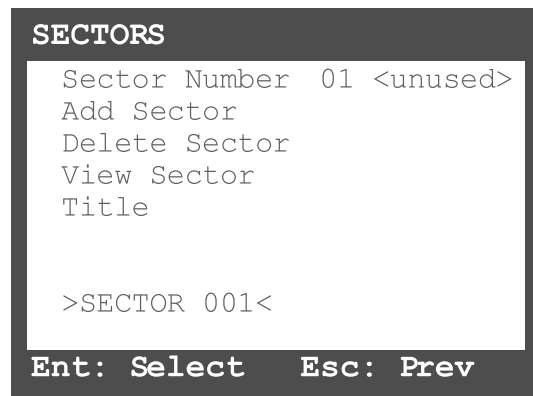 SECTORS
Sector Number 01 <unused>
Add Sector
Delete Sector
View Sector
Title
>SECTOR 001<
Ent: Select Esc: Prev